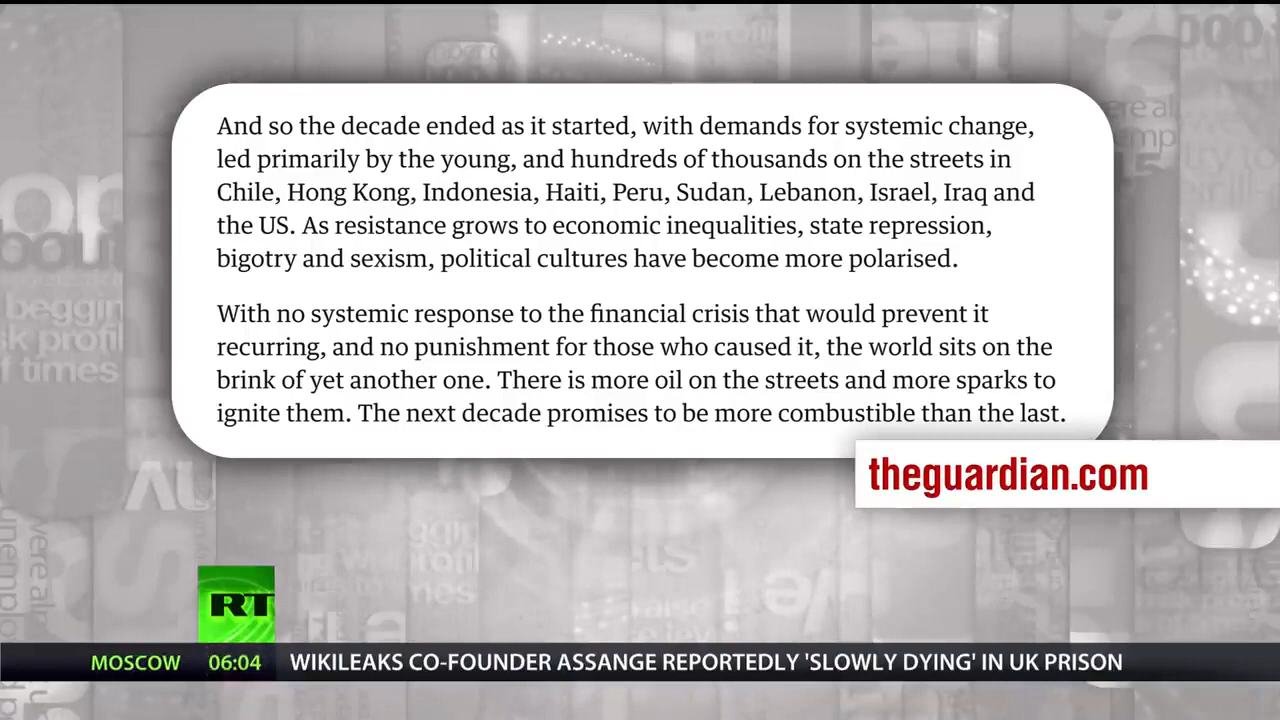 And so the decade ended as it started, with demands for systemic change,
led primarily by the young, and hundreds of thousands on the streets in
Chile, Hong Kong, Indonesia, Haiti, Peru, Sudan, Lebanon, Israel, Iraq and
the US. As resistance grows to economic inequalities, state repression,
bigotry and sexism, political cultures have become more polarised.
With no systemic response to the financial crisis that would prevent it
recurring, and no punishment for those who caused it, the world sits on the
brink of yet another one. There is more oil on the streets and more sparks to
ignite them. The next decade promises to be more combustible than the last.
theguardian.com
RT
MOSCOW 06:04 WIKILEAKS CO-FOUNDER ASSANGE REPORTEDLY 'SLOWLY DYING' IN UK PRISON